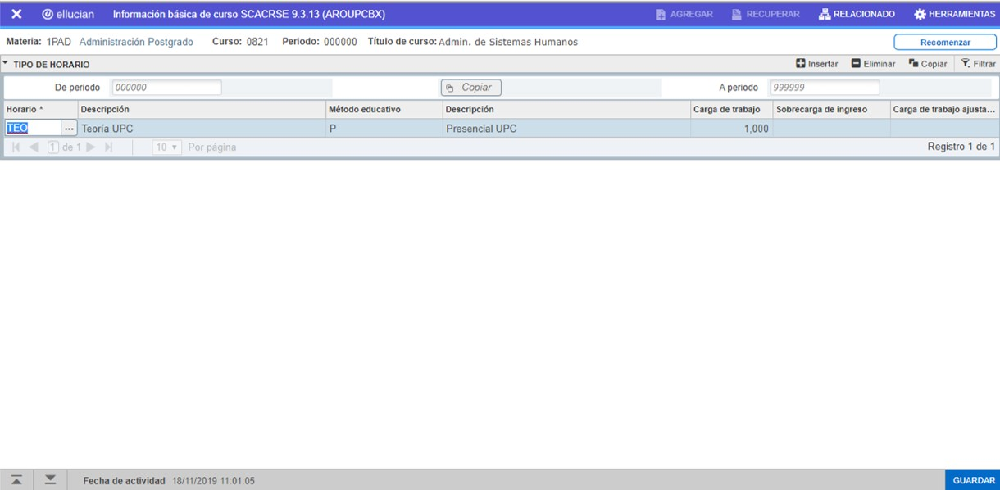 ✕ ellucian Información básica de curso SCACRSE 9.3.13 (AROUPCBX) AGREGAR RECUPERAR RELACIONADO HERRAMIENTAS
Materia: 1PAD Administración Postgrado Curso: 0821 Periodo: 000000 Título de curso: Admin. de Sistemas Humanos Recomenzar
TIPO DE HORARIO Insertar Eliminar Copiar Filtrar
De periodo 000000 Copiar A periodo 999999
Horario * Descripción Método educativo Descripción Carga de trabajo Sobrecarga de ingreso Carga de trabajo ajusta...
TEO ... Teoría UPC P Presencial UPC 1,000
1 de 1 10 Por página Registro 1 de 1
Fecha de actividad 18/11/2019 11:01:05 GUARDAR